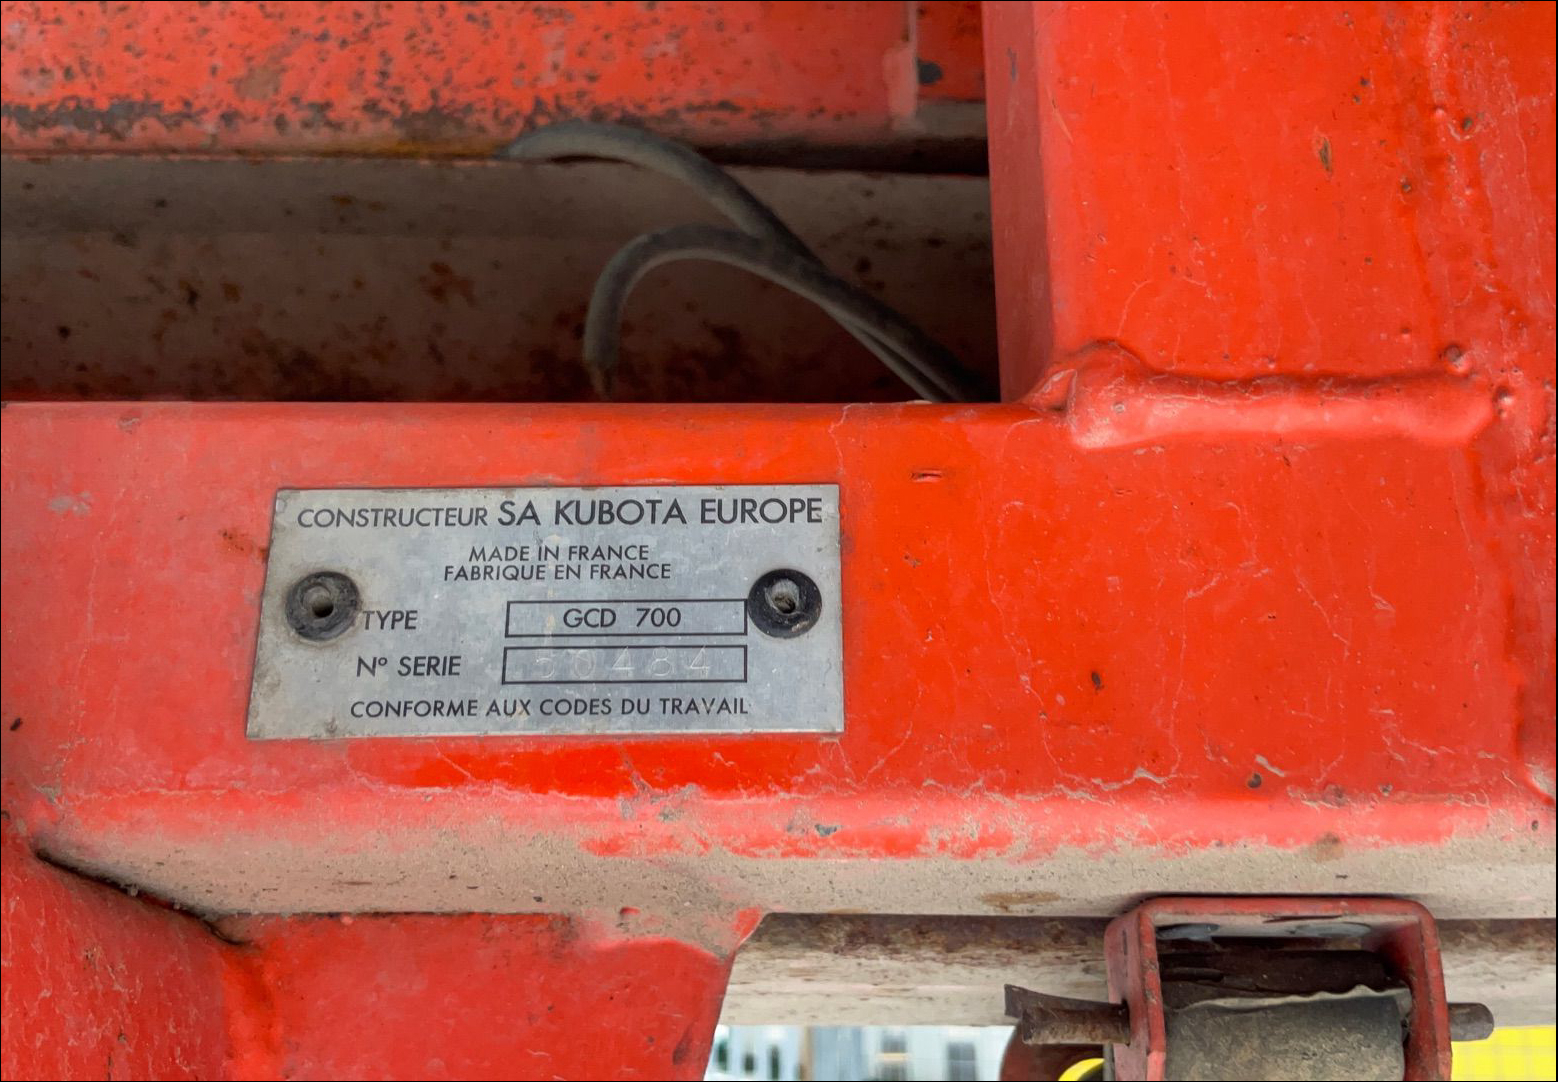 CONSTRUCTEUR SA KUBOTA EUROPE
MADE IN FRANCE
FABRIQUE EN FRANCE
TYPE GCD 700
N° SERIE
CONFORME AUX CODES DU TRAVAIL